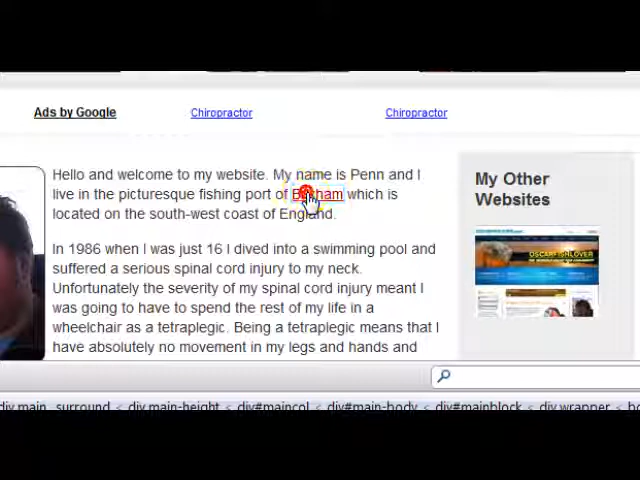 Ads by Google Chiropractor Chiropractor
Hello and welcome to my website. My name is Penn and I
live in the picturesque fishing port of which is
located on the south-west coast of England.
In 1986 when I was just 16 I dived into a swimming pool and
suffered a serious spinal cord injury to my neck.
Unfortunately the severity of my spinal cord injury meant I
was going to have to spend the rest of my life in a
wheelchair as a tetraplegic. Being a tetraplegic means that I
have absolutely no movement in my legs and hands and
My Other
Websites
OSCARFISHLOVER
div.main_surround < div.main-height < div#maincol < div#main-body < div#mainblock < div.wrapper < body